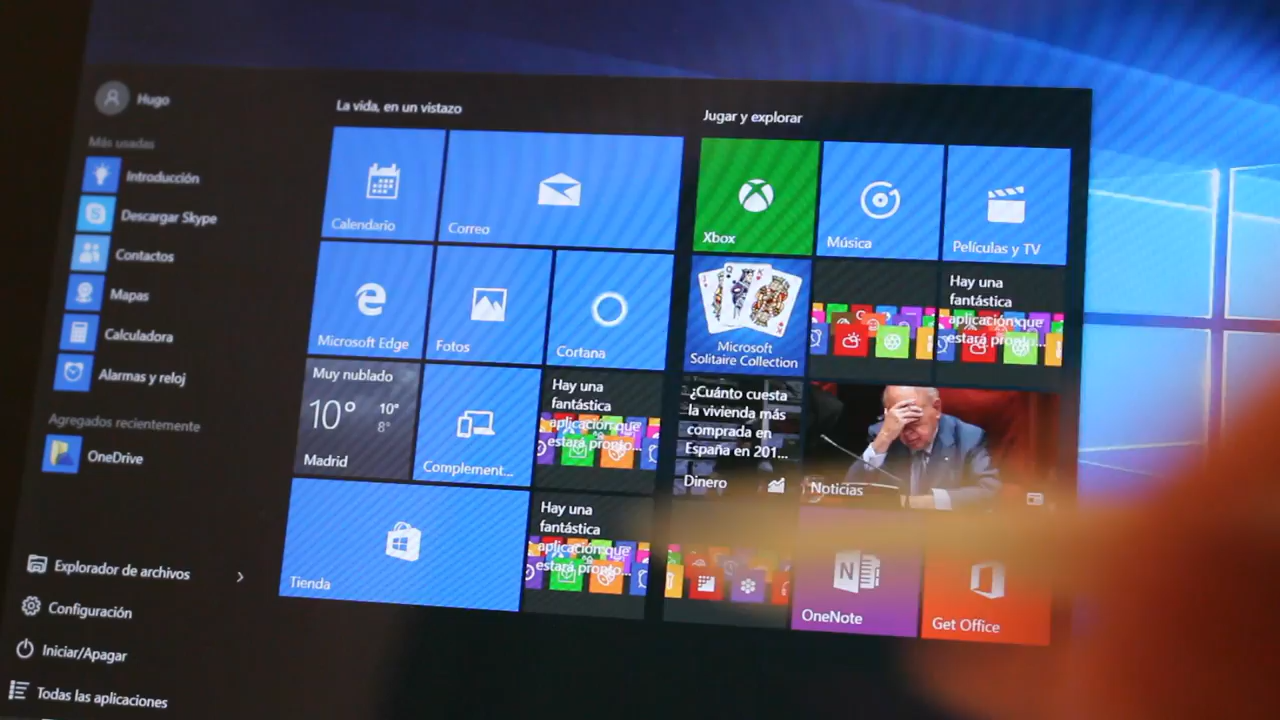 Hugo
Más usadas
Introducción
Descargar Skype
Contactos
Mapas
Calculadora
Alarmas y reloj
Agregados recientemente
OneDrive
Explorador de archivos
Configuración
Iniciar/Apagar
Todas las aplicaciones
La vida, en un vistazo
Calendario
Correo
Microsoft Edge
Fotos
Cortana
Muy nublado
10°
10°
8°
Madrid
Complement...
Hay una
fantástica
aplicación que
estará pronto...
Tienda
Hay una
fantástica
aplicación que
estará pronto...
Jugar y explorar
Xbox
Música
Películas y TV
Microsoft
Solitaire Collection
Hay una
fantástica
aplicación que
estará pronto...
¿Cuánto cuesta
la vivienda más
comprada en
España en 201...
Dinero
Noticias
OneNote
Get Office